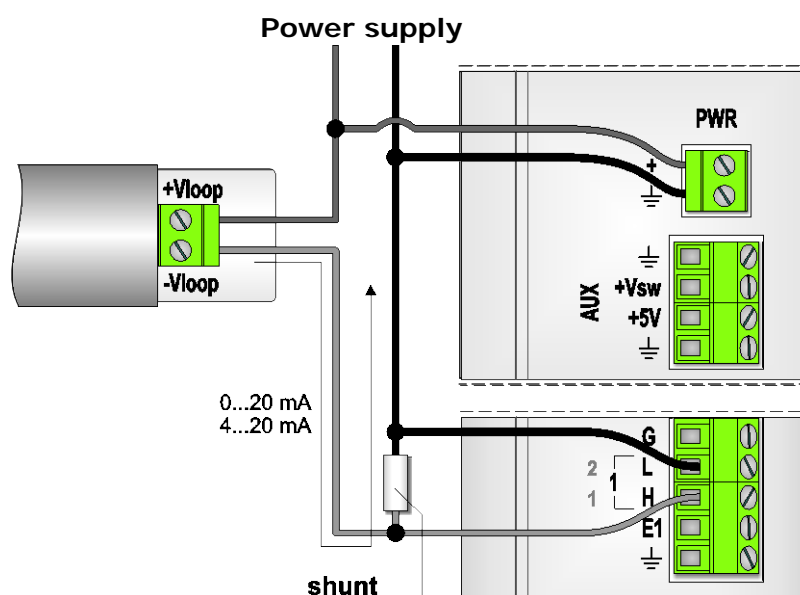 Power supply
PWR
+
+Vloop
-Vloop
AUX
+Vsw
+5V
0...20 mA
4...20 mA
G
2
L
1
1
H
E1
shunt